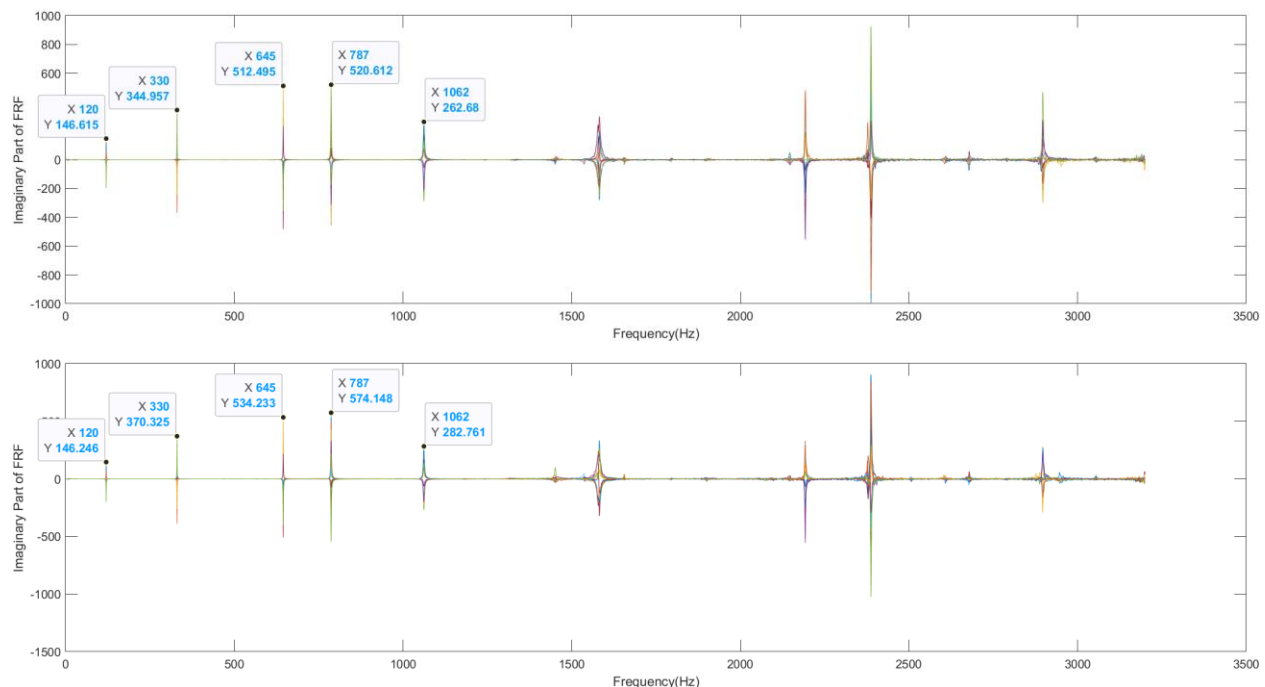 1000
800
600
400
200
0
-200
-400
-600
-800
-1000
Imaginary Part of FRF
X 120
Y 146.615
X 330
Y 344.957
X 645
Y 512.495
X 787
Y 520.612
X 1062
Y 262.68
0 500 1000 1500 2000 2500 3000 3500
Frequency(Hz)
1000
0
-500
-1000
-1500
Imaginary Part of FRF
X 120
Y 146.246
X 330
Y 370.325
X 645
Y 534.233
X 787
Y 574.148
X 1062
Y 282.761
0 500 1000 1500 2000 2500 3000 3500
Frequency(Hz)